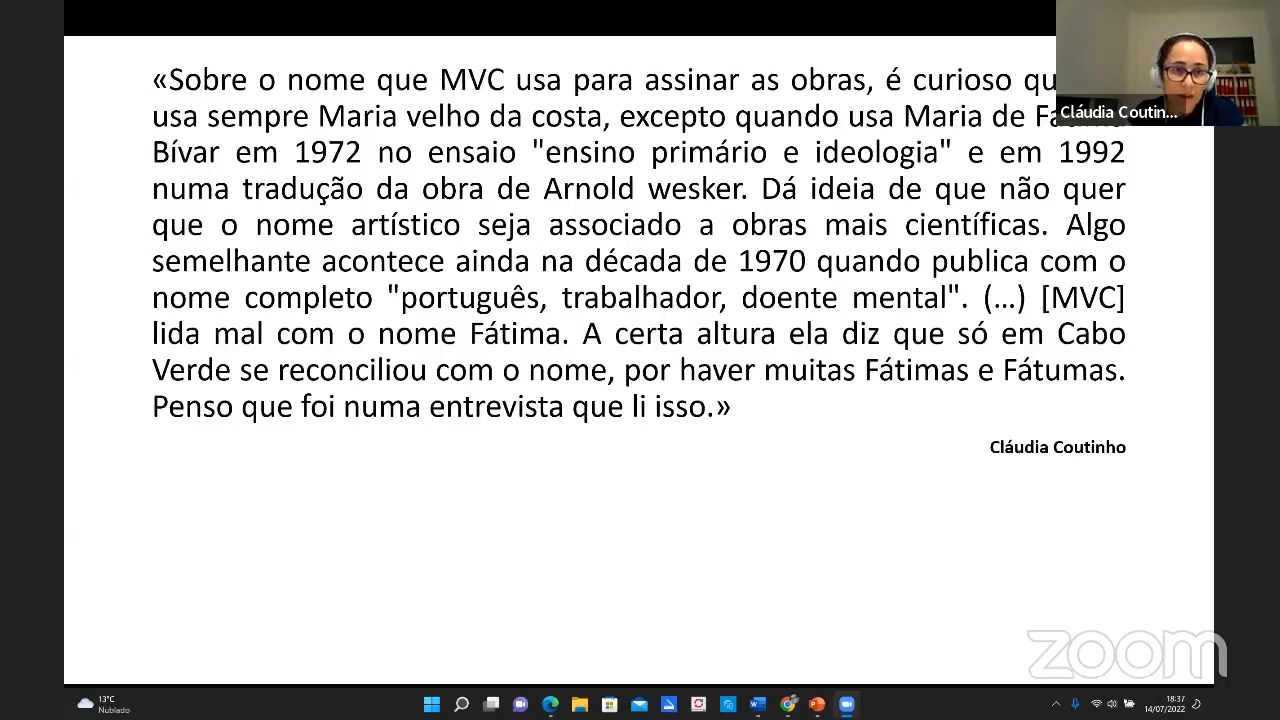 «Sobre o nome que MVC usa para assinar as obras, é curioso
Cláudia Coutin...
usa sempre Maria velho da costa, excepto quando usa Maria de
Bívar em 1972 no ensaio "ensino primário e ideologia" e em 1992
numa tradução da obra de Arnold wesker. Dá ideia de que não quer
que o nome artístico seja associado a obras mais científicas. Algo
semelhante acontece ainda na década de 1970 quando publica com o
nome completo "português, trabalhador, doente mental". (...) [MVC]
lida mal com o nome Fátima. A certa altura ela diz que só em Cabo
Verde se reconciliou com o nome, por haver muitas Fátimas e Fátumas.
Penso que foi numa entrevista que li isso.»
Cláudia Coutinho
zoom
13°C
Nublado
18:37
14/07/2022